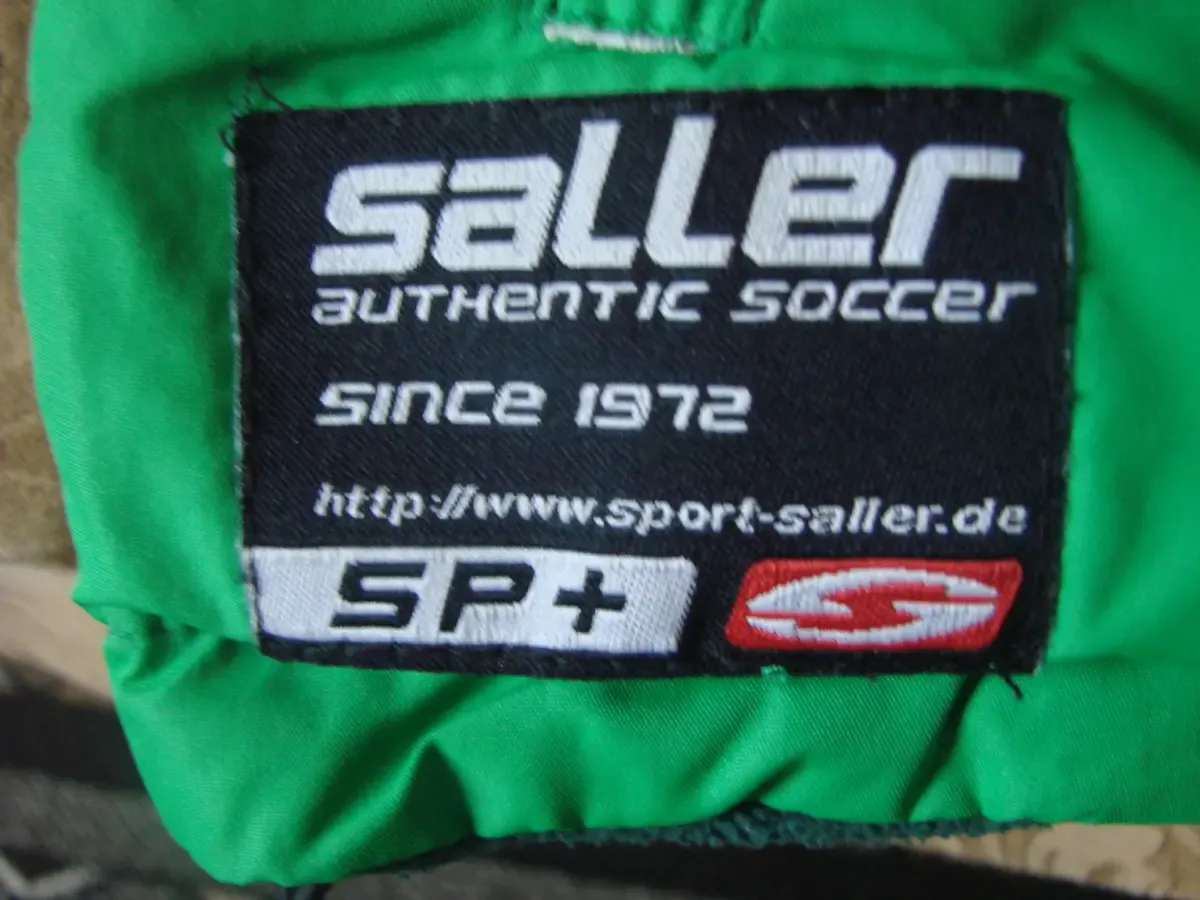 saller
authentic soccer
since 1972
http://www.sport-saller.de
SP+